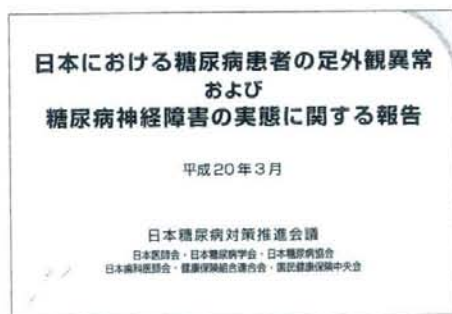 日本における糖尿病患者の足外観異常
および
糖尿病神経障害の実態に関する報告
平成20年3月
日本糖尿病対策推進会議
日本医師会・日本糖尿病学会・日本糖尿病協会
日本歯科医師会・健康保険組合連合会・国民健康保険中央会